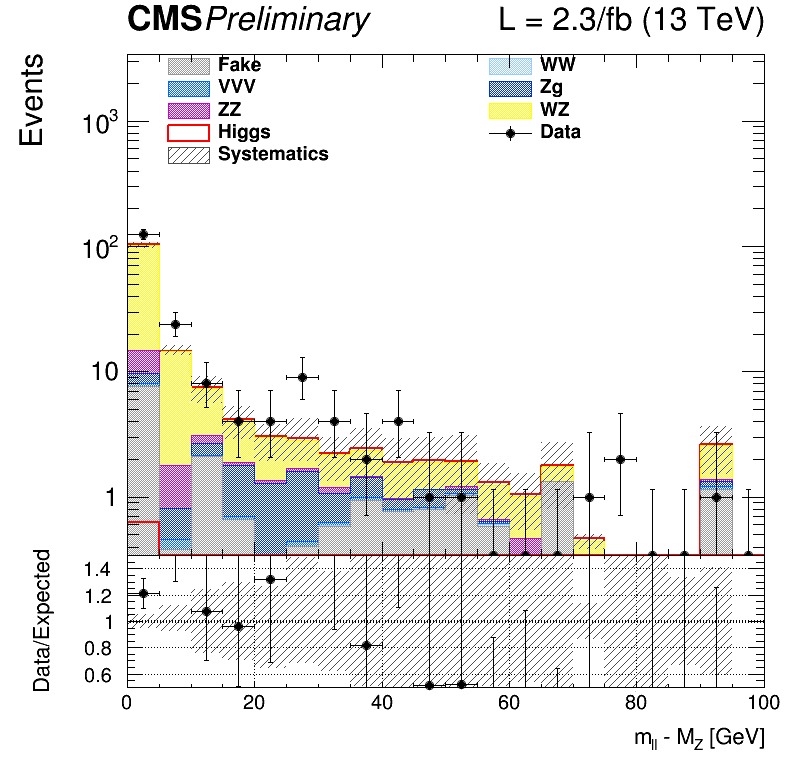 CMS Preliminary L = 2.3/fb (13 TeV)
Events
Fake
VVV
ZZ
Higgs
Systematics
WW
Zg
WZ
Data
10³
10²
10
1
Data/Expected
1.4
1.2
1
0.8
0.6
0 20 40 60 80 100
m_ll - M_Z [GeV]